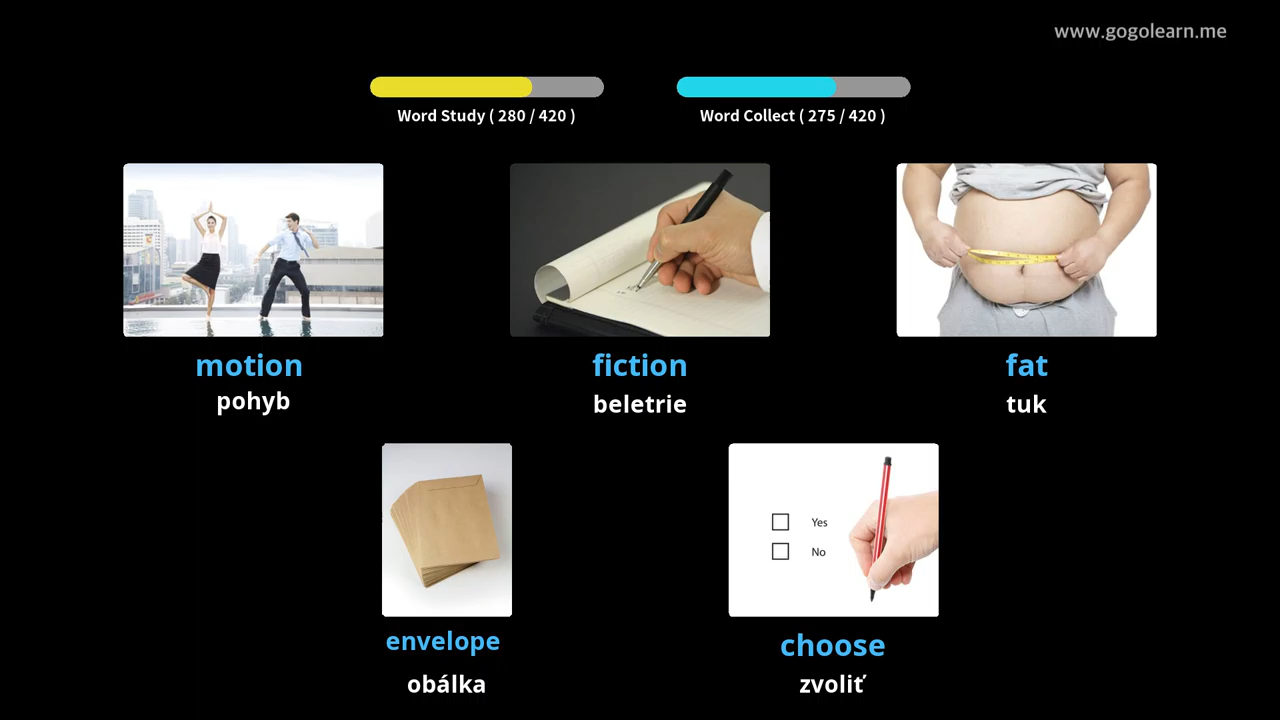 www.gogolearn.me
Word Study ( 280 / 420 )
Word Collect ( 275 / 420 )
motion
pohyb
fiction
beletrie
fat
tuk
Yes
No
envelope
obálka
choose
zvoliť